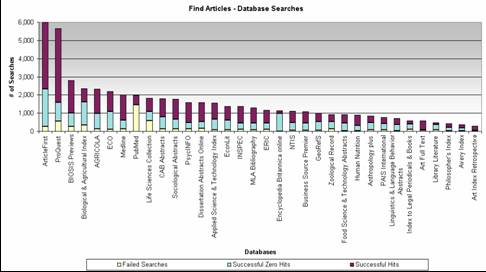 Find Articles - Database Searches
# of Searches
6,000
5,000
4,000
3,000
2,000
1,000
0
ArticleFirst
ProQuest
BIOSIS Previews
Biological & Agricultural Index
AGRICOLA
ECO
Medline
PubMed
Life Sciences Collection
CAB Abstracts
Sociological Abstracts
PsycINFO
Dissertation Abstracts Online
Applied Science & Technology Index
EconLit
INSPEC
MLA Bibliography
ERIC
Encyclopedia Britannica online
NTIS
Business Source Premier
GeoRefS
Zoological Record
Food Science & Technology Abstracts
Human Nutrition
Anthropology plus
PAIS International
Linguistics & Language Behavior Abstracts
Index to Legal Periodicals & Books
Art Full Text
Library Literature
Philosophers Index
Avery Index
Art Index Retrospective
Databases
Failed Searches
Successful Zero Hits
Successful Hits